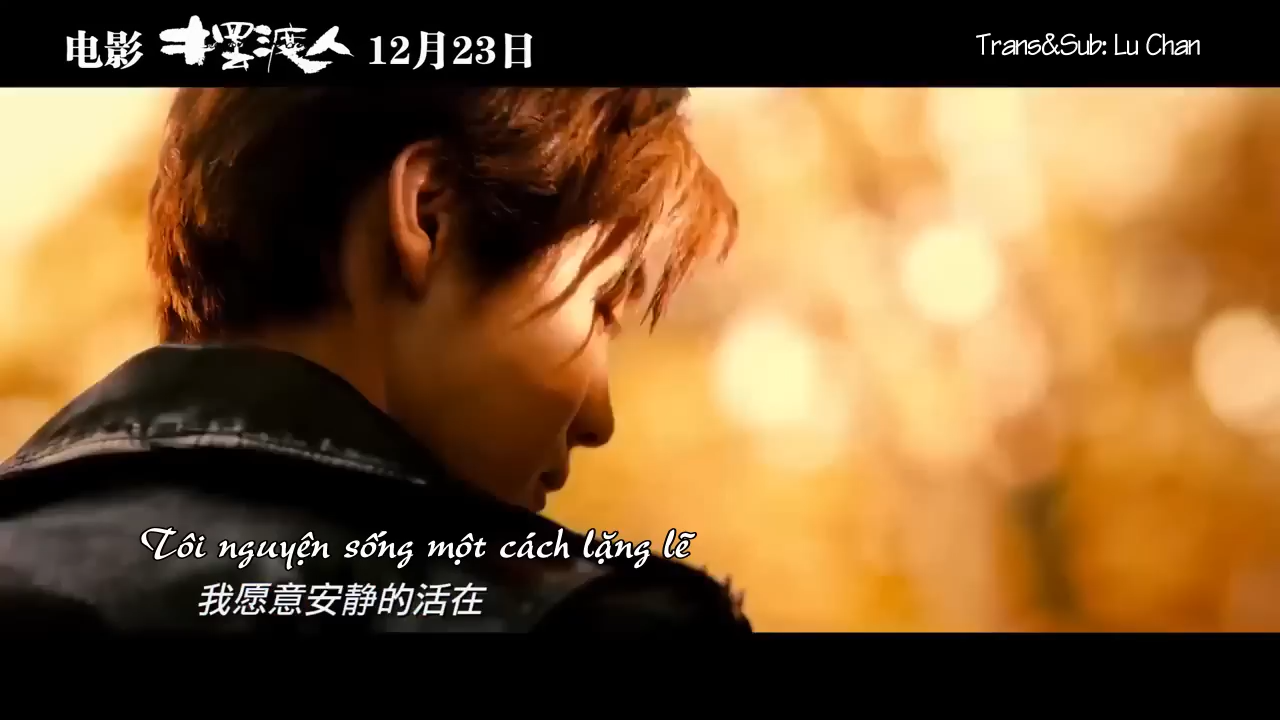 电影 摆渡人 12月23日
Trans&Sub: Lu Chan
Tôi nguyện sống một cách lặng lẽ
我愿意安静的活在